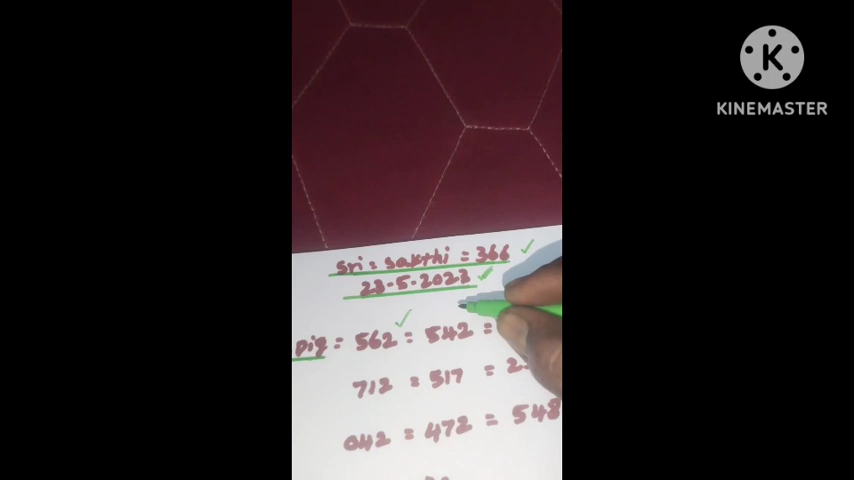 KINEMASTER
Sri = Sakthi = 366
23-5-2023
pig = 562 = 542 =
712 = 517 =
042 = 472 = 548